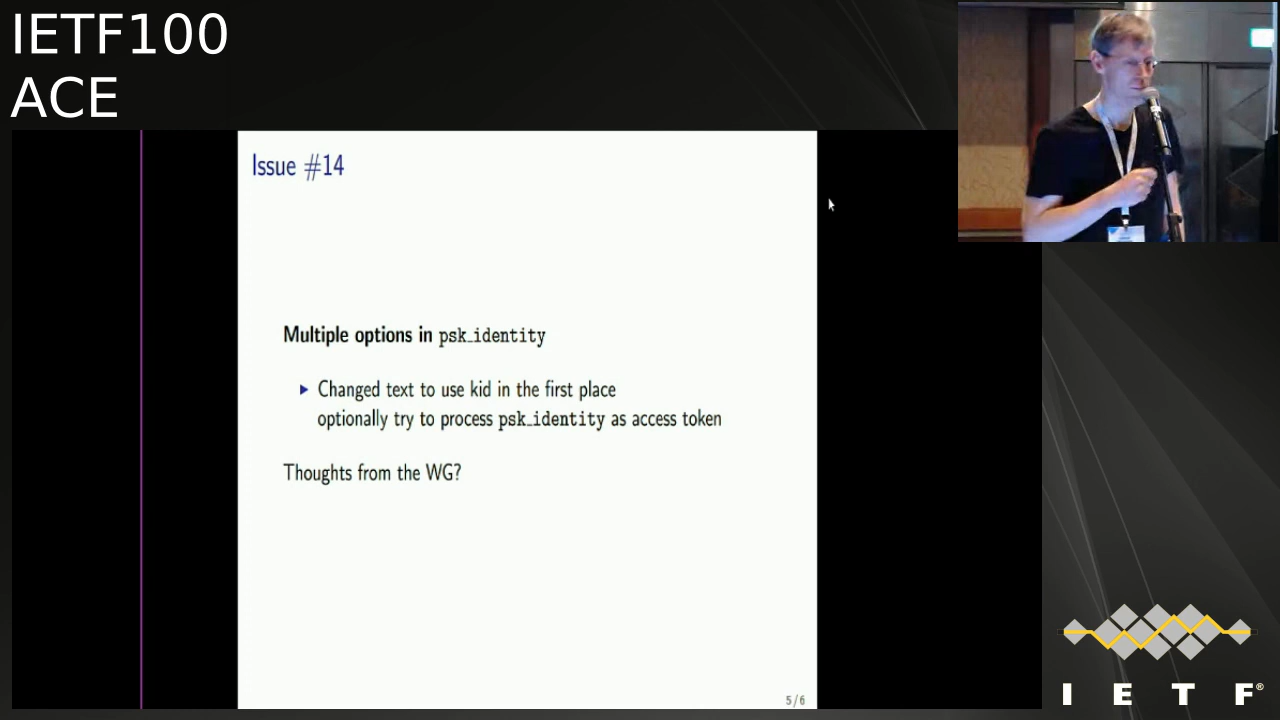 IETF100
ACE
Issue #14
Multiple options in psk_identity
Changed text to use kid in the first place
optionally try to process psk_identity as access token
Thoughts from the WG?
5/6
I E T F®